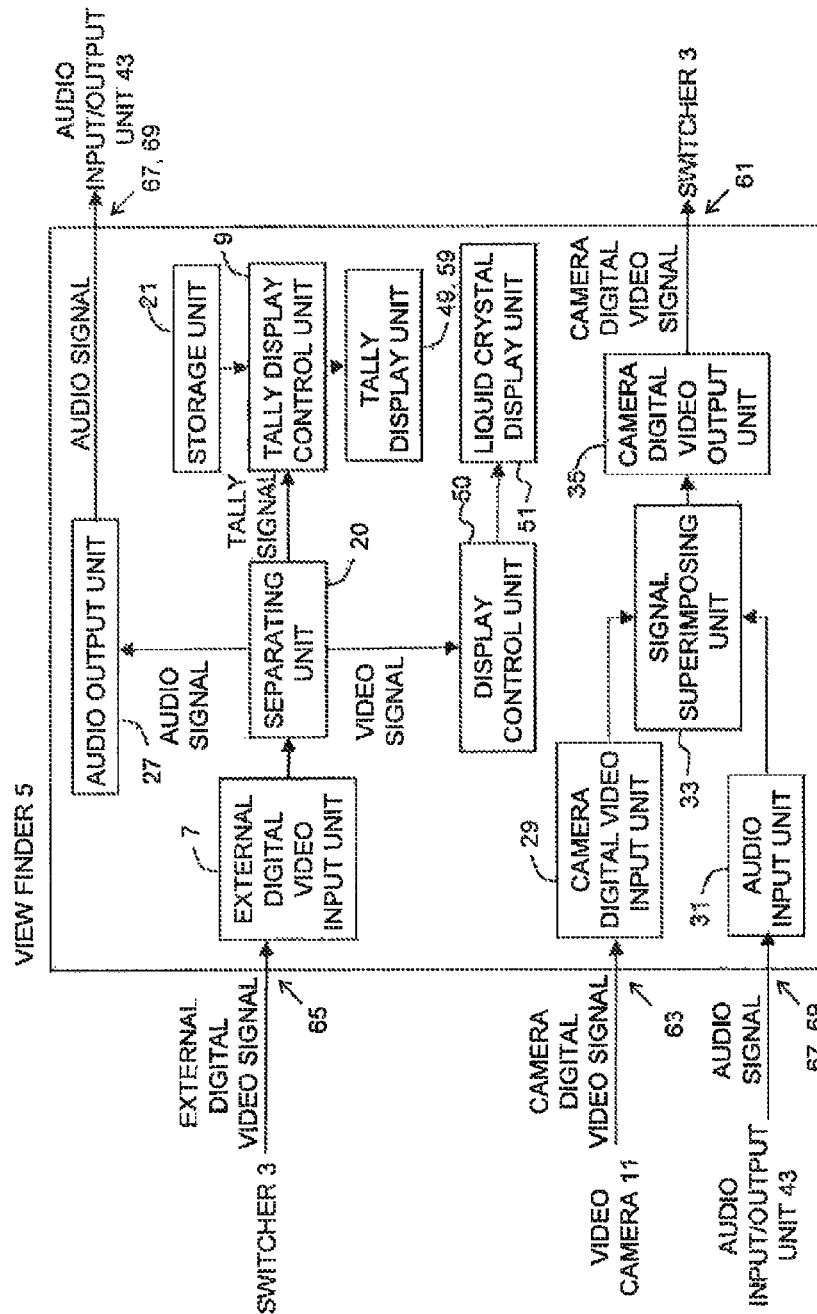 VIEW FINDER 5
AUDIO
INPUT/OUTPUT
UNIT 43
67, 69
AUDIO SIGNAL
AUDIO OUTPUT UNIT
27
AUDIO SIGNAL
STORAGE UNIT
21
TALLY DISPLAY
CONTROL UNIT
9
TALLY
SIGNAL
TALLY
DISPLAY UNIT
49, 59
SEPARATING
UNIT
20
VIDEO SIGNAL
EXTERNAL
DIGITAL
VIDEO
INPUT UNIT
7
EXTERNAL
DIGITAL
VIDEO SIGNAL
65
SWITCHER 3
DISPLAY
CONTROL UNIT
50
LIQUID CRYSTAL
DISPLAY UNIT
51
CAMERA
DIGITAL VIDEO
INPUT UNIT
29
CAMERA
DIGITAL
VIDEO SIGNAL
63
VIDEO
CAMERA 11
SIGNAL
SUPERIMPOSING
UNIT
33
CAMERA
DIGITAL
VIDEO
OUTPUT
UNIT
CAMERA
DIGITAL
VIDEO
SIGNAL
61
SWITCHER 3
AUDIO
INPUT UNIT
31
AUDIO
SIGNAL
67, 69
AUDIO
INPUT/OUTPUT
UNIT 43